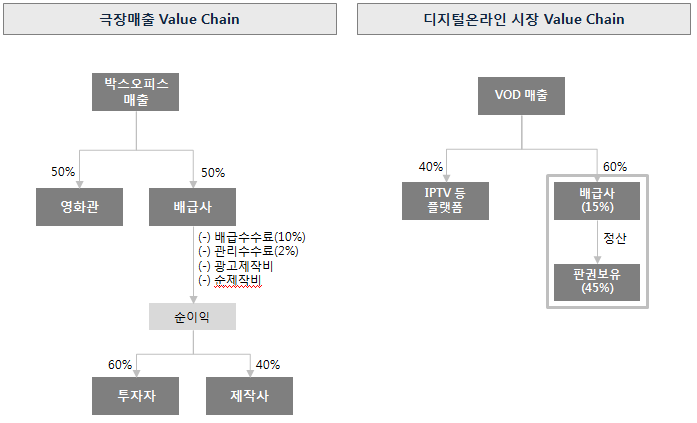 극장매출 Value Chain
박스오피스
매출
50%
50%
영화관
배급사
(-) 배급수수료(10%)
(-) 관리수수료(2%)
(-) 광고제작비
(-) 순제작비
순이익
60%
40%
투자자
제작사
디지털온라인 시장 Value Chain
VOD 매출
40%
60%
IPTV 등
플랫폼
배급사
(15%)
정산
판권보유
(45%)